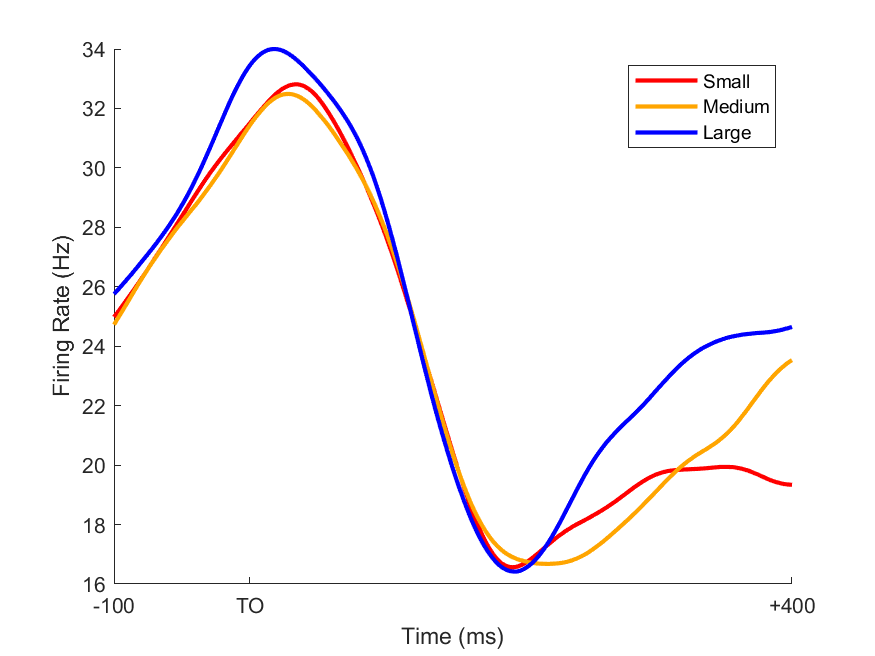 34
32
30
28
26
24
22
20
18
16
Firing Rate (Hz)
-100
TO
+400
Time (ms)
Small
Medium
Large